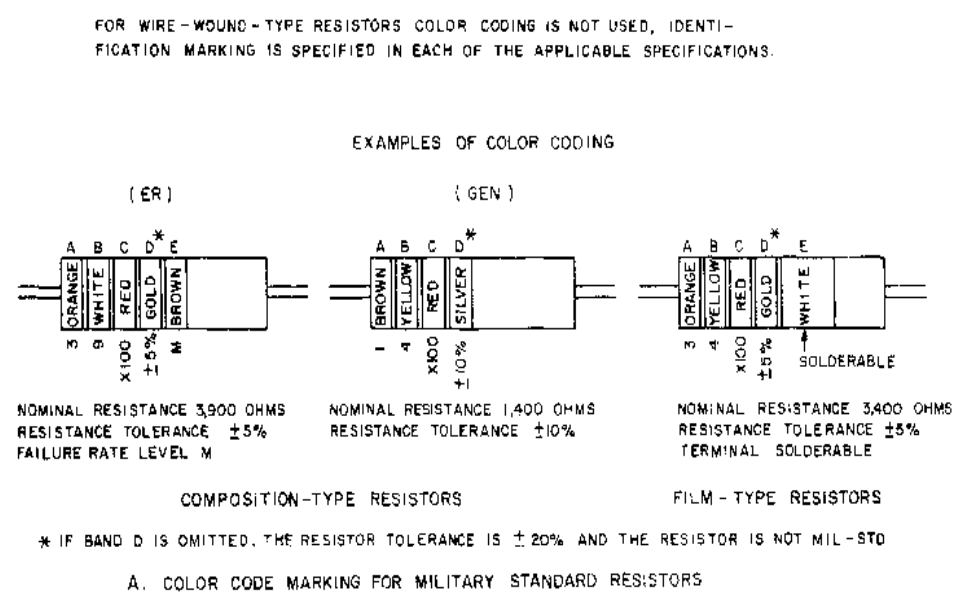 FOR WIRE-WOUND-TYPE RESISTORS COLOR CODING IS NOT USED, IDENTI-
FICATION MARKING IS SPECIFIED IN EACH OF THE APPLICABLE SPECIFICATIONS.
EXAMPLES OF COLOR CODING
(ER)
A B C D* E
ORANGE WHITE RED GOLD BROWN
3 9 X100 ±5% M
NOMINAL RESISTANCE 3,900 OHMS
RESISTANCE TOLERANCE ±5%
FAILURE RATE LEVEL M
(GEN)
A B C D*
BROWN YELLOW RED SILVER
1 4 X100 ±10%
NOMINAL RESISTANCE 1,400 OHMS
RESISTANCE TOLERANCE ±10%
COMPOSITION-TYPE RESISTORS
A B C D* E
ORANGE YELLOW RED GOLD WHITE
3 4 X100 ±5% SOLDERABLE
NOMINAL RESISTANCE 3,400 OHMS
RESISTANCE TOLERANCE ±5%
TERMINAL SOLDERABLE
FILM-TYPE RESISTORS
* IF BAND D IS OMITTED, THE RESISTOR TOLERANCE IS ±20% AND THE RESISTOR IS NOT MIL-STD
A. COLOR CODE MARKING FOR MILITARY STANDARD RESISTORS